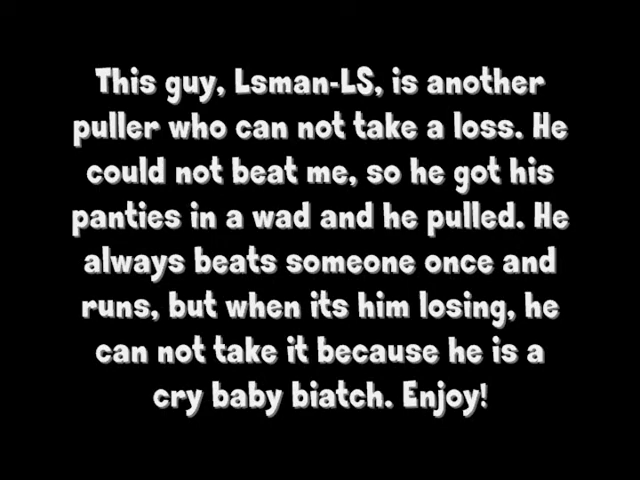 This guy, Lsman-LS, is another
puller who can not take a loss. He
could not beat me, so he got his
panties in a wad and he pulled. He
always beats someone once and
runs, but when its him losing, he
can not take it because he is a
cry baby biatch. Enjoy!